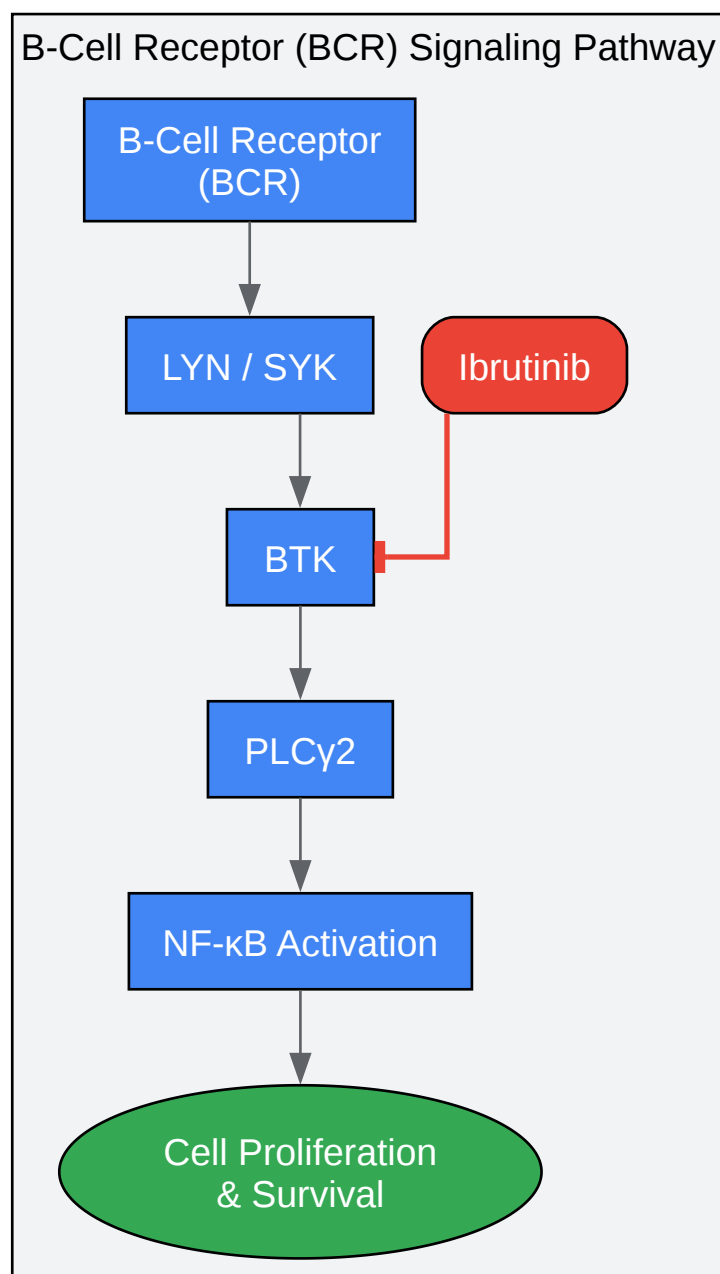 B-Cell Receptor (BCR) Signaling Pathway
B-Cell Receptor
(BCR)
LYN / SYK
Ibrutinib
BTK
PLCγ2
NF-κB Activation
Cell Proliferation
& Survival